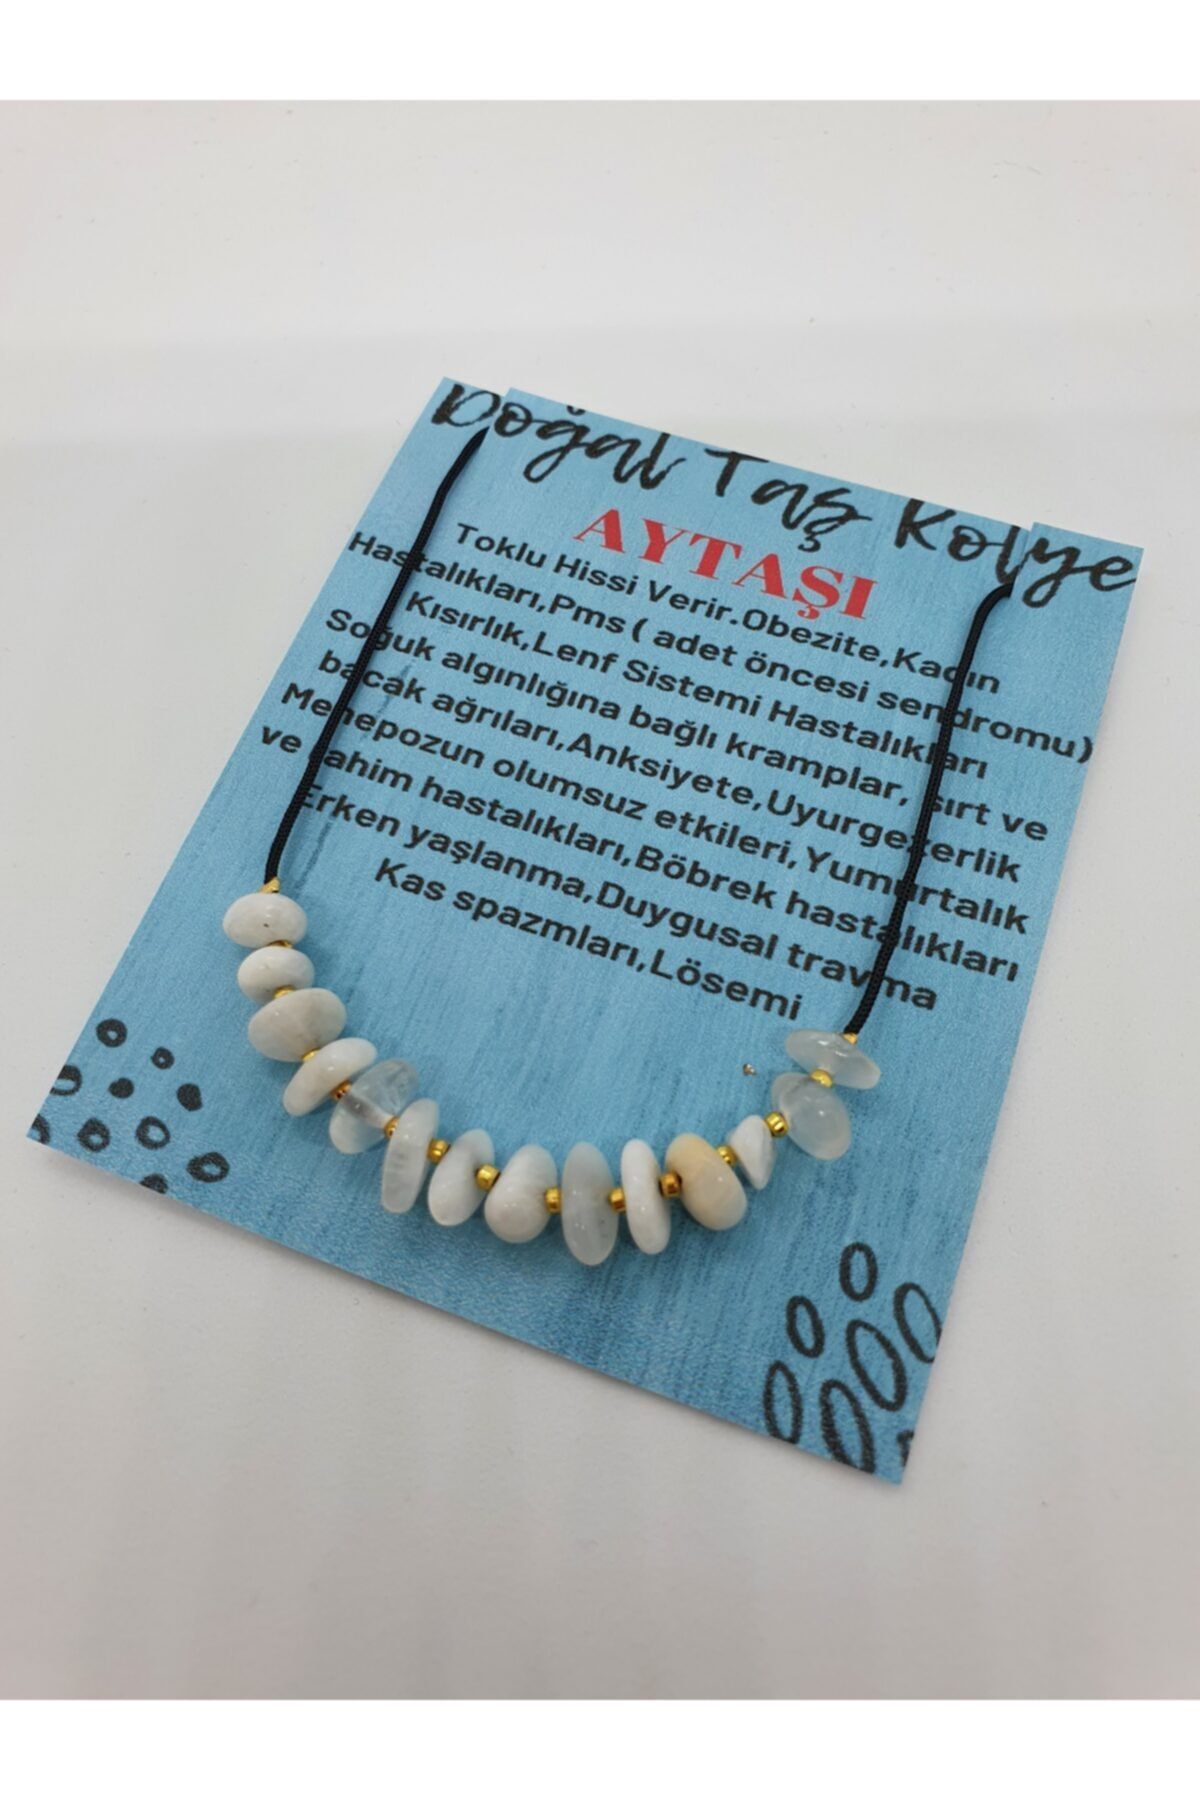 Doğal Taş Kolye
AYTAŞI
Toklu Hissi Verir.Obezite,Kadın
Hastalıkları,Pms ( adet öncesi sendromu)
Kısırlık,Lenf Sistemi Hastalıkları
Soğuk algınlığına bağlı kramplar, sırt ve
bacak ağrıları,Anksiyete,Uyurgezerlik
Menepozun olumsuz etkileri,Yumurtalık
ve Rahim hastalıkları,Böbrek hastalıkları
Erken yaşlanma,Duygusal travma
Kas spazmları,Lösemi